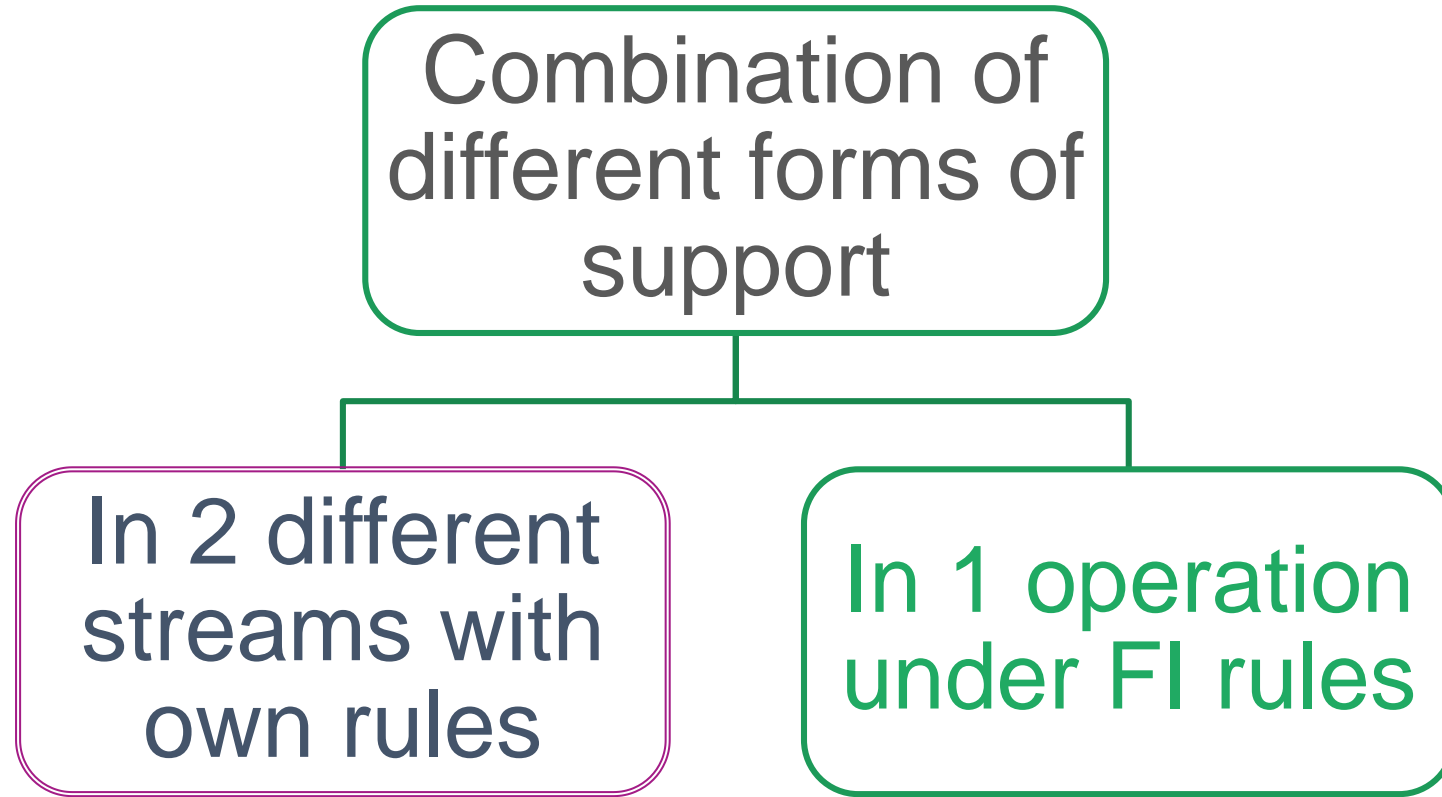 Combination of
different forms of
support
In 2 different
streams with
own rules
In 1 operation
under FI rules